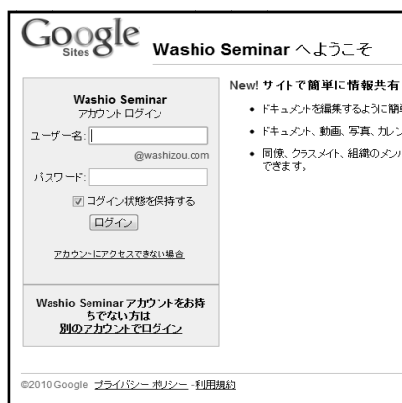 Google
Sites
Washio Seminar へようこそ
Washio Seminar
アカウント ログイン
ユーザー名:
@washizou.com
パスワード:
ログイン状態を保持する
ログイン
アカウントにアクセスできない場合
Washio Seminar アカウントをお持
ちでない方は
別のアカウントでログイン
New! サイトで簡単に情報共有
• ドキュメントを編集するように簡単
• ドキュメント、動画、写真、カレン
• 同僚、クラスメイト、組織のメンバ
できます。
©2010 Google プライバシー ポリシー - 利用規約